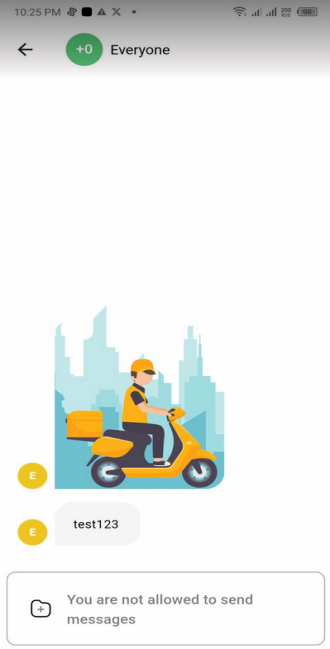 10:25 PM
+0 Everyone
E
E test123
You are not allowed to send
messages